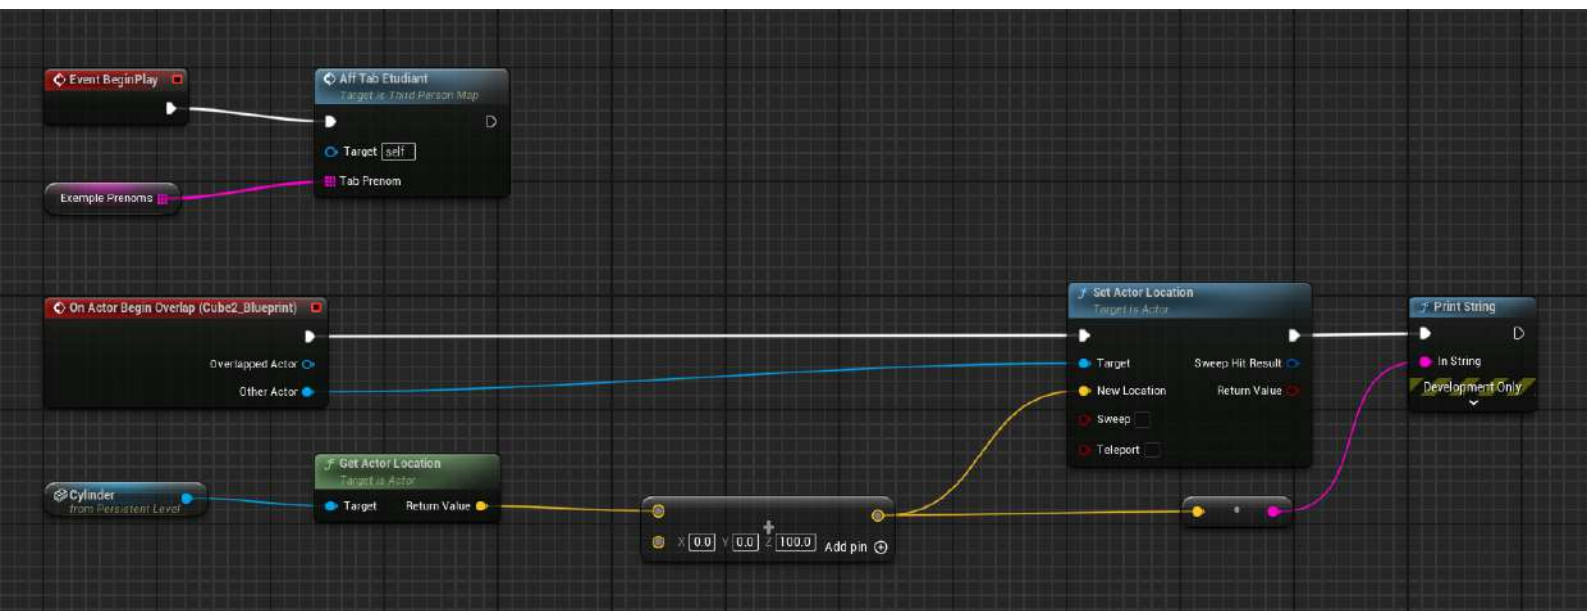 Event BeginPlay
Aff Tab Etudiant
Target is Third Person Map
Target self
Tab Prenom
Exemple Prenoms
On Actor Begin Overlap (Cube2_Blueprint)
Overlapped Actor
Other Actor
Set Actor Location
Target is Actor
Target Sweep Hit Result
New Location Return Value
Sweep
Teleport
Print String
In String
Development Only
Cylinder
from Persistent Level
Get Actor Location
Target is Actor
Target Return Value
X 0.0 Y 0.0 Z 100.0 Add pin